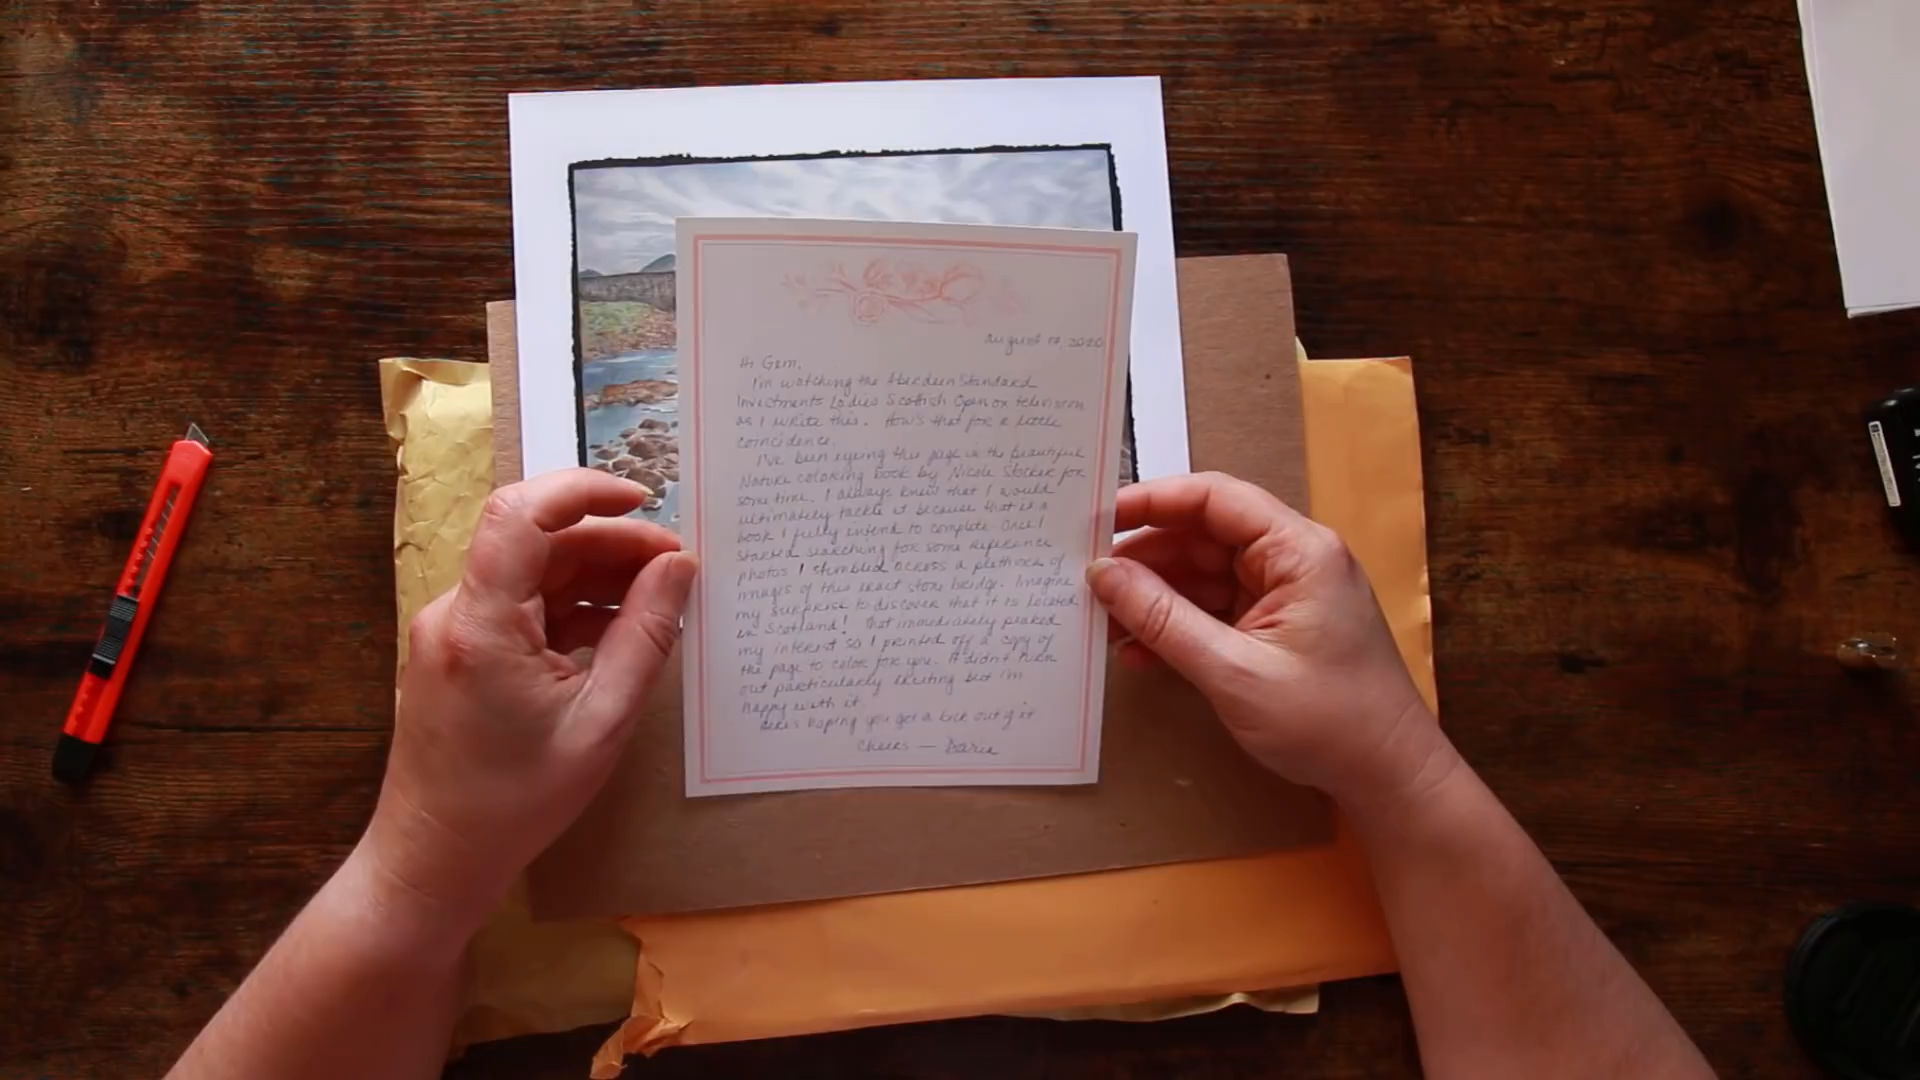 August 17, 2020
Hi Gem,
I'm watching the Aberdeen Standard
Investments Ladies Scottish Open on television
as I write this. How's that for a little
coincidence.
I've been eyeing this page in the beautiful
Nature coloring book by Nicole Stocker for
some time. I always knew that I would
ultimately tackle it because that is a
book I fully intend to complete. Once I
started searching for some reference
photos I stumbled across a plethora of
images of this exact stone bridge. Imagine
my surprise to discover that it is located
in Scotland! That immediately peaked
my interest so I printed off a copy of
the page to color for you. It didn't turn
out particularly exciting but I'm
happy with it.
Here's hoping you get a kick out of it
Cheers —